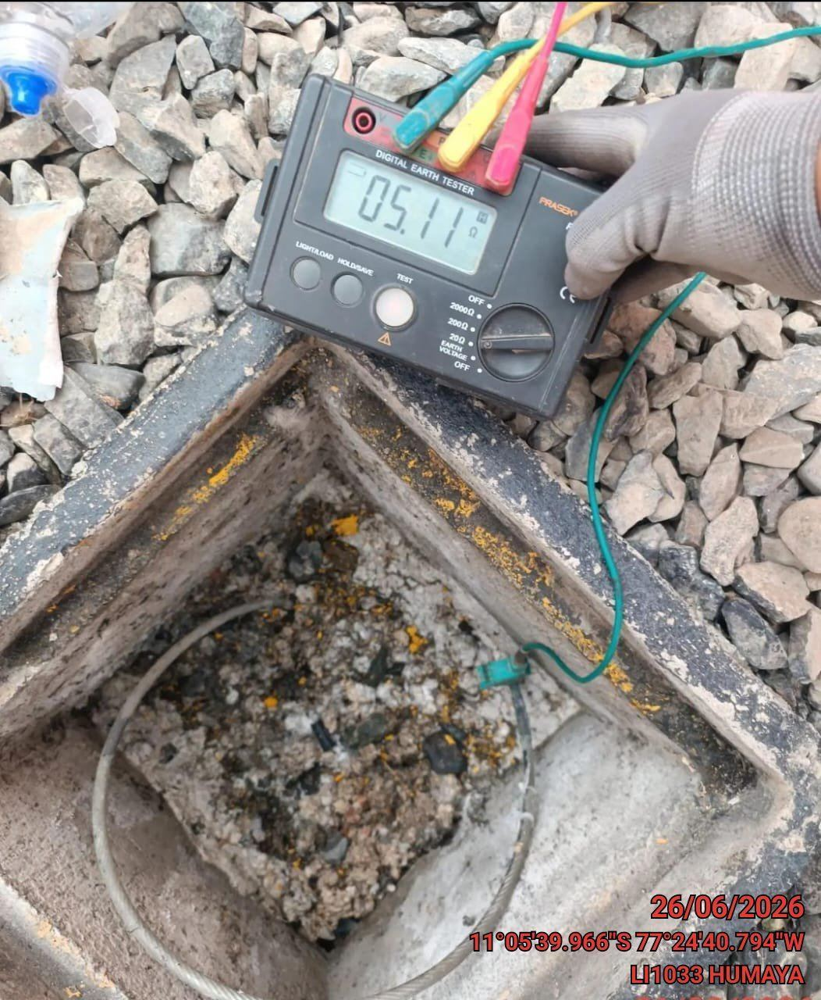 V
E
DIGITAL EARTH TESTER
PRASEK®
05.11 Ω
H
LIGHT/LOAD HOLD/SAVE TEST
OFF
2000Ω
200Ω
20Ω
EARTH
VOLTAGE
OFF
CE
26/06/2026
11°05'39.966"S 77°24'40.794"W
LI1033 HUMAYA